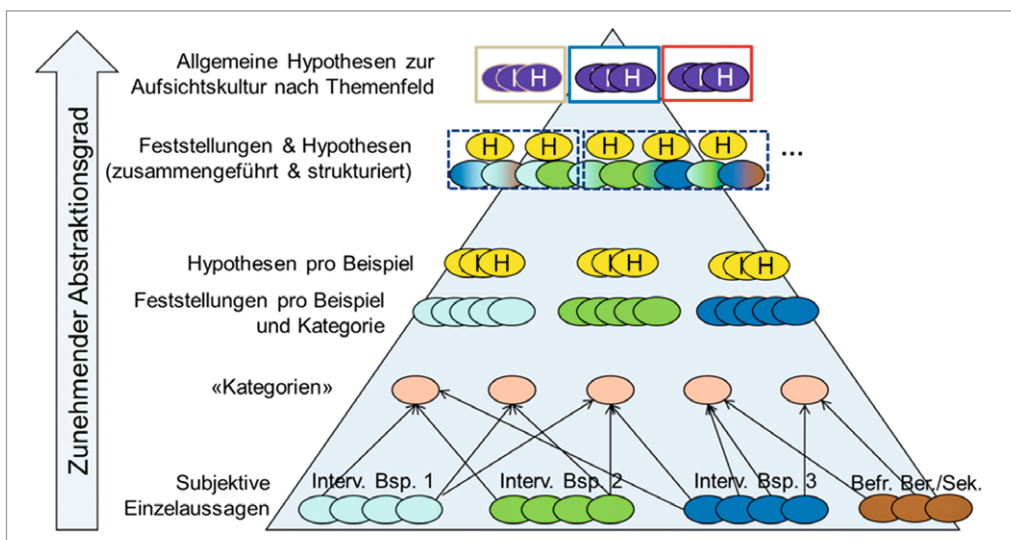 Zunehmender Abstraktionsgrad
Allgemeine Hypothesen zur
Aufsichtskultur nach Themenfeld
H H H
Feststellungen & Hypothesen
(zusammengeführt & strukturiert)
H H H H H
...
Hypothesen pro Beispiel
H H H
Feststellungen pro Beispiel
und Kategorie
«Kategorien»
Subjektive
Einzelaussagen
Interv. Bsp. 1
Interv. Bsp. 2
Interv. Bsp. 3
Befr. Ber./Sek.